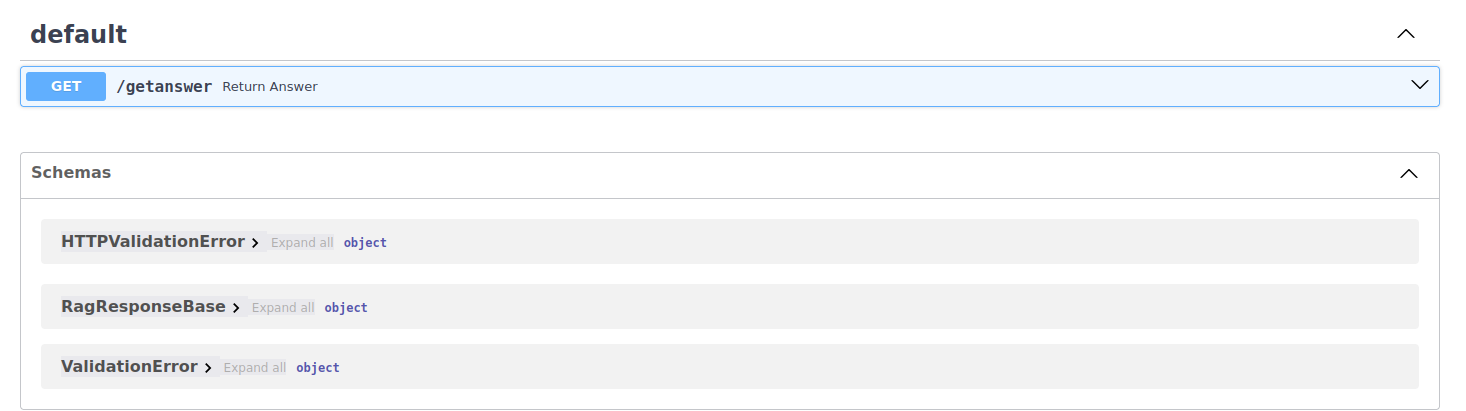 default
GET /getanswer Return Answer
Schemas
HTTPValidationError Expand all object
RagResponseBase Expand all object
ValidationError Expand all object